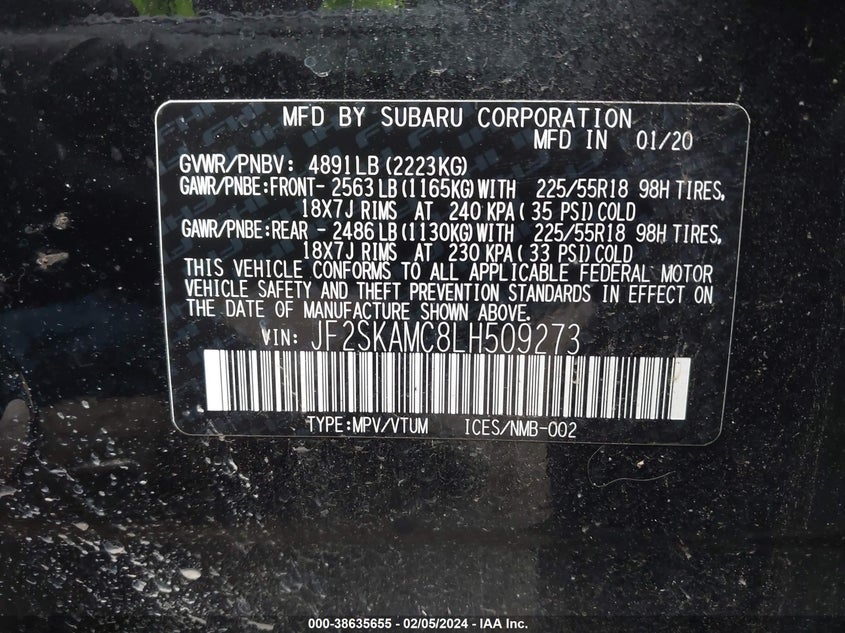 MFD BY SUBARU CORPORATION
MFD IN 01/20
GVWR/PNBV: 4891LB (2223KG)
GAWR/PNBE:FRONT- 2563 LB (1165KG) WITH 225/55R18 98H TIRES,
18X7J RIMS AT 240 KPA ( 35 PSI) COLD
GAWR/PNBE:REAR - 2486 LB (1130KG) WITH 225/55R18 98H TIRES,
18X7J RIMS AT 230 KPA ( 33 PSI) COLD
THIS VEHICLE CONFORMS TO ALL APPLICABLE FEDERAL MOTOR
VEHICLE SAFETY AND THEFT PREVENTION STANDARDS IN EFFECT ON
THE DATE OF MANUFACTURE SHOWN ABOVE.
VIN: JF2SKAMC8LH509273
TYPE:MPV/VTUM ICES/NMB-002
000-38635655 - 02/05/2024 - IAA Inc.